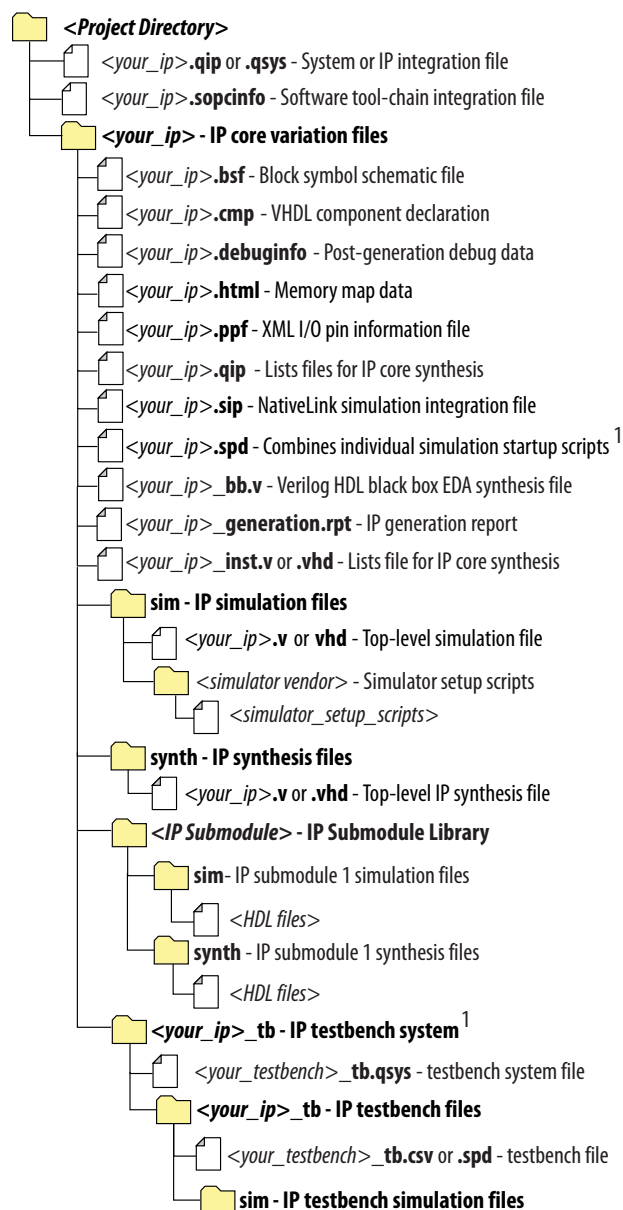 <Project Directory>
<your_ip>.qip or .qsys - System or IP integration file
<your_ip>.sopcinfo - Software tool-chain integration file
<your_ip> - IP core variation files
<your_ip>.bsf - Block symbol schematic file
<your_ip>.cmp - VHDL component declaration
<your_ip>.debuginfo - Post-generation debug data
<your_ip>.html - Memory map data
<your_ip>.ppf - XML I/O pin information file
<your_ip>.qip - Lists files for IP core synthesis
<your_ip>.sip - NativeLink simulation integration file
<your_ip>.spd - Combines individual simulation startup scripts 1
<your_ip>_bb.v - Verilog HDL black box EDA synthesis file
<your_ip>_generation.rpt - IP generation report
<your_ip>_inst.v or .vhd - Lists file for IP core synthesis
sim - IP simulation files
<your_ip>.v or vhd - Top-level simulation file
<simulator vendor> - Simulator setup scripts
<simulator_setup_scripts>
synth - IP synthesis files
<your_ip>.v or .vhd - Top-level IP synthesis file
<IP Submodule> - IP Submodule Library
sim- IP submodule 1 simulation files
<HDL files>
synth - IP submodule 1 synthesis files
<HDL files>
<your_ip>_tb - IP testbench system 1
<your_testbench>_tb.qsys - testbench system file
<your_ip>_tb - IP testbench files
<your_testbench>_tb.csv or .spd - testbench file
sim - IP testbench simulation files